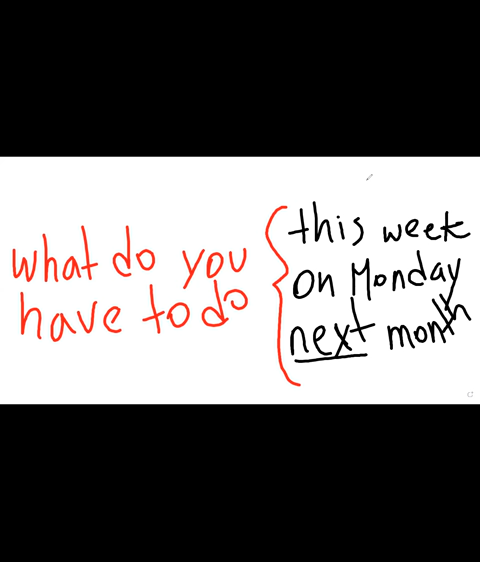 what do you
have to do
this week
on Monday
next month